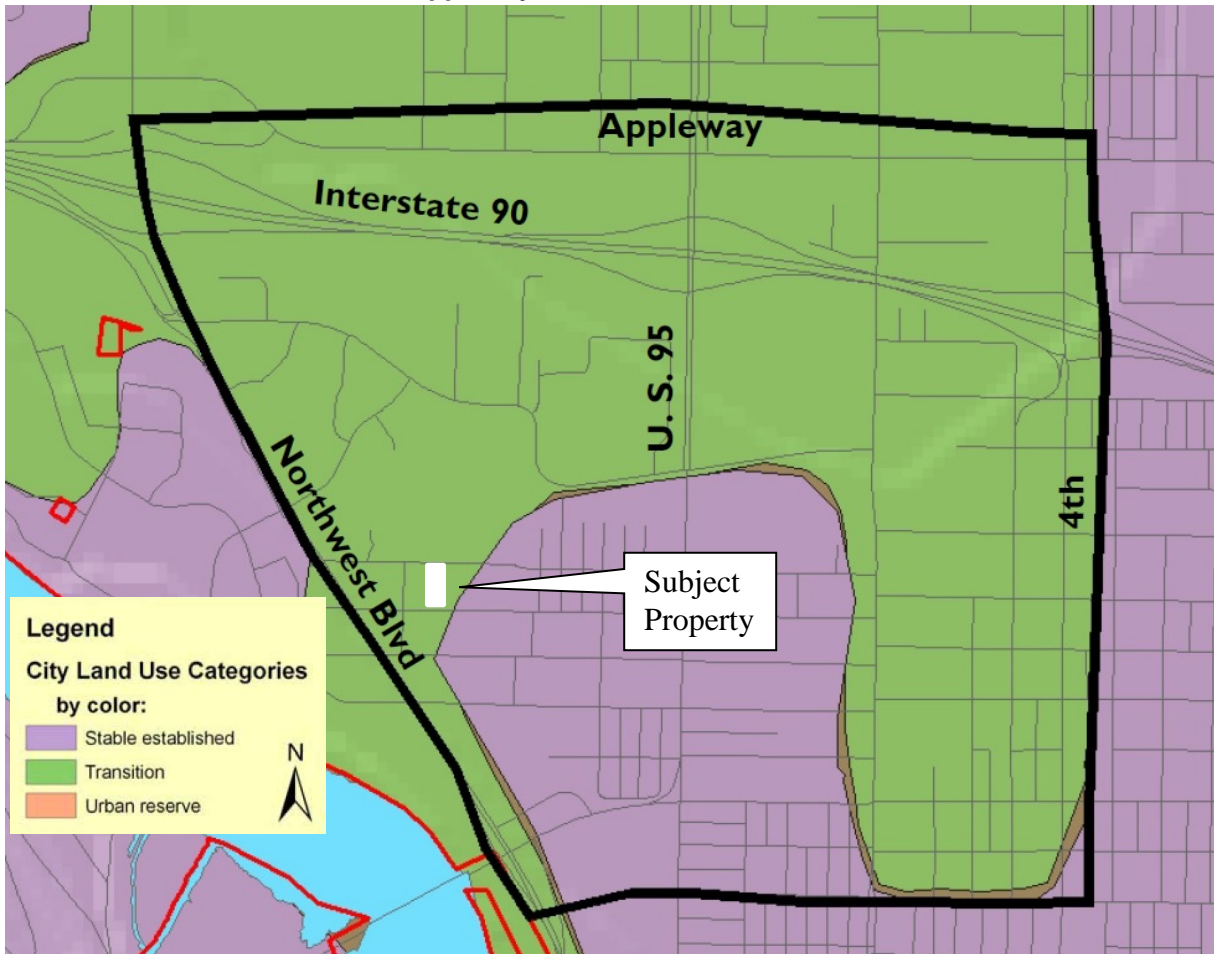 Appleway
Interstate 90
U. S. 95
4th
Northwest Blvd
Subject
Property
Legend
City Land Use Categories
by color:
Stable established
Transition
Urban reserve
N